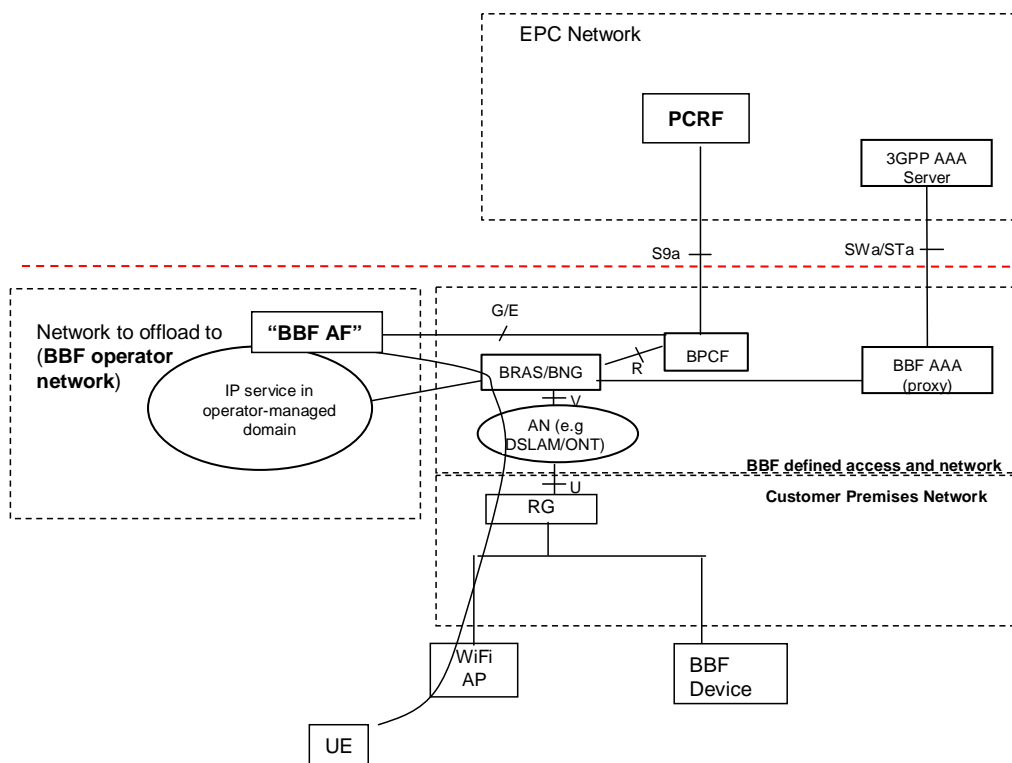 EPC Network
PCRF
3GPP AAA
Server
S9a
SWa/STa
Network to offload to
(BBF operator
network)
“BBF AF”
G/E
IP service in
operator-managed
domain
BPCF
R
BRAS/BNG
BBF AAA
(proxy)
V
AN (e.g
DSLAM/ONT)
BBF defined access and network
U
Customer Premises Network
RG
WiFi
AP
BBF
Device
UE